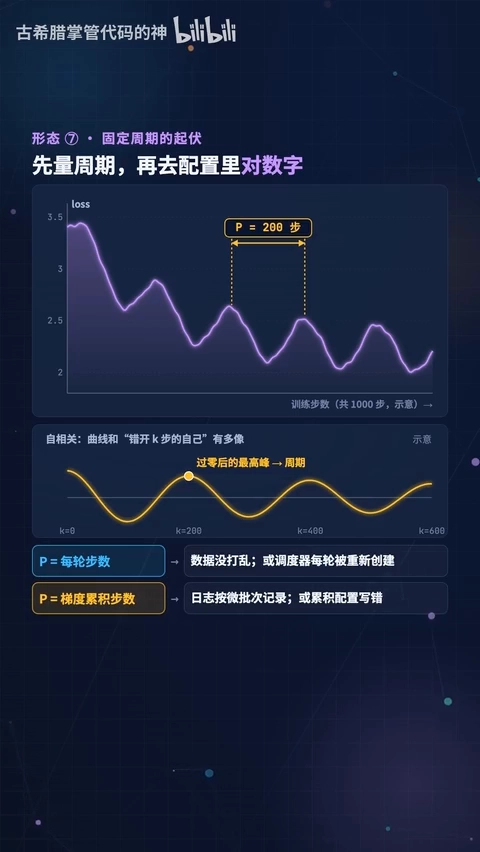 古希腊掌管代码的神 bilibili
形态 ⑦ • 固定周期的起伏
先量周期，再去配置里对数字
loss
3.5
P = 200 步
3
2.5
2
训练步数（共 1000 步，示意）→
自相关：曲线和“错开 k 步的自己”有多像 示意
过零后的最高峰 → 周期
k=0 k=200 k=400 k=600
P = 每轮步数 → 数据没打乱；或调度器每轮被重新创建
P = 梯度累积步数 → 日志按微批次记录；或累积配置写错